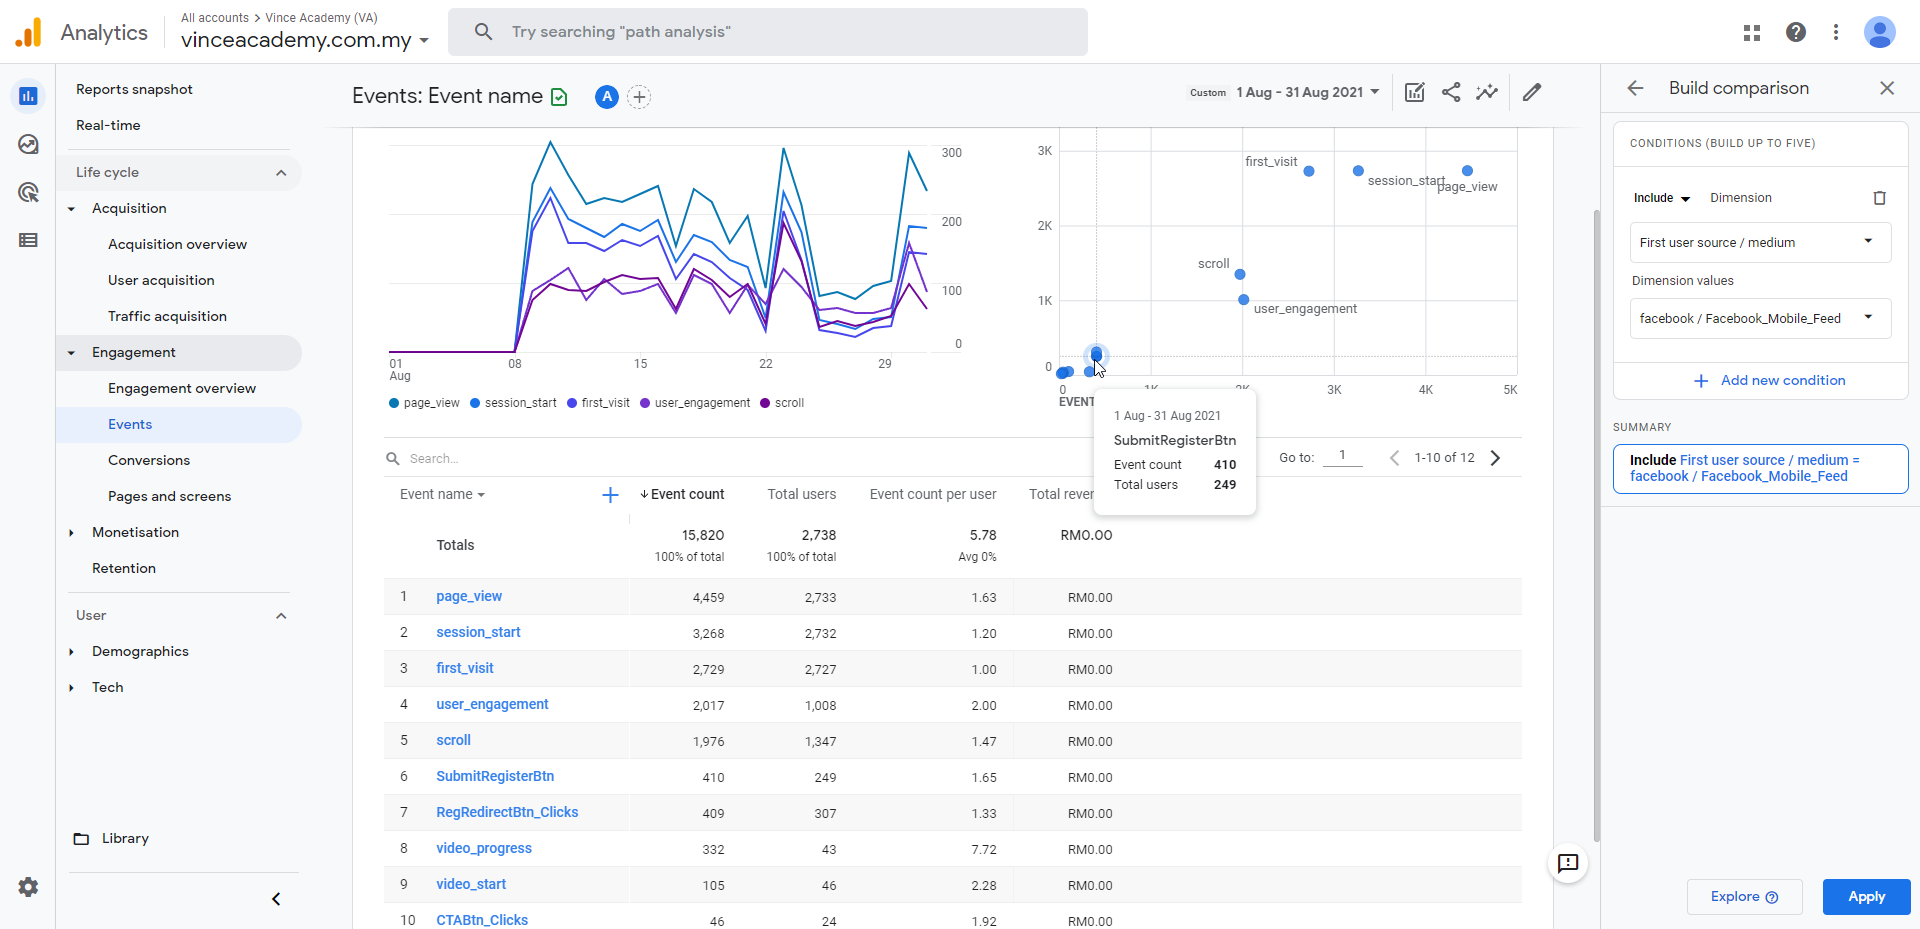 Analytics
All accounts > Vince Academy (VA)
vinceacademy.com.my
Try searching "path analysis"
Reports snapshot
Real-time
Life cycle
Acquisition
Acquisition overview
User acquisition
Traffic acquisition
Engagement
Engagement overview
Events
Conversions
Pages and screens
Monetisation
Retention
User
Demographics
Tech
Library
Events: Event name
A
Custom 1 Aug - 31 Aug 2021
300
200
100
0
01 Aug
08
15
22
29
page_view session_start first_visit user_engagement scroll
3K
2K
1K
0
first_visit
session_start
page_view
scroll
user_engagement
0 1K 2K 3K 4K 5K
EVENT
1 Aug - 31 Aug 2021
SubmitRegisterBtn
Event count 410
Total users 249
Search...
Go to: 1 1-10 of 12
Event name Event count Total users Event count per user Total rever
Totals 15,820 2,738 5.78 RM0.00
100% of total 100% of total Avg 0%
1 page_view 4,459 2,733 1.63 RM0.00
2 session_start 3,268 2,732 1.20 RM0.00
3 first_visit 2,729 2,727 1.00 RM0.00
4 user_engagement 2,017 1,008 2.00 RM0.00
5 scroll 1,976 1,347 1.47 RM0.00
6 SubmitRegisterBtn 410 249 1.65 RM0.00
7 RegRedirectBtn_Clicks 409 307 1.33 RM0.00
8 video_progress 332 43 7.72 RM0.00
9 video_start 105 46 2.28 RM0.00
10 CTABtn_Clicks 46 24 1.92 RM0.00
Build comparison
CONDITIONS (BUILD UP TO FIVE)
Include Dimension
First user source / medium
Dimension values
facebook / Facebook_Mobile_Feed
Add new condition
SUMMARY
Include First user source / medium =
facebook / Facebook_Mobile_Feed
Explore
Apply